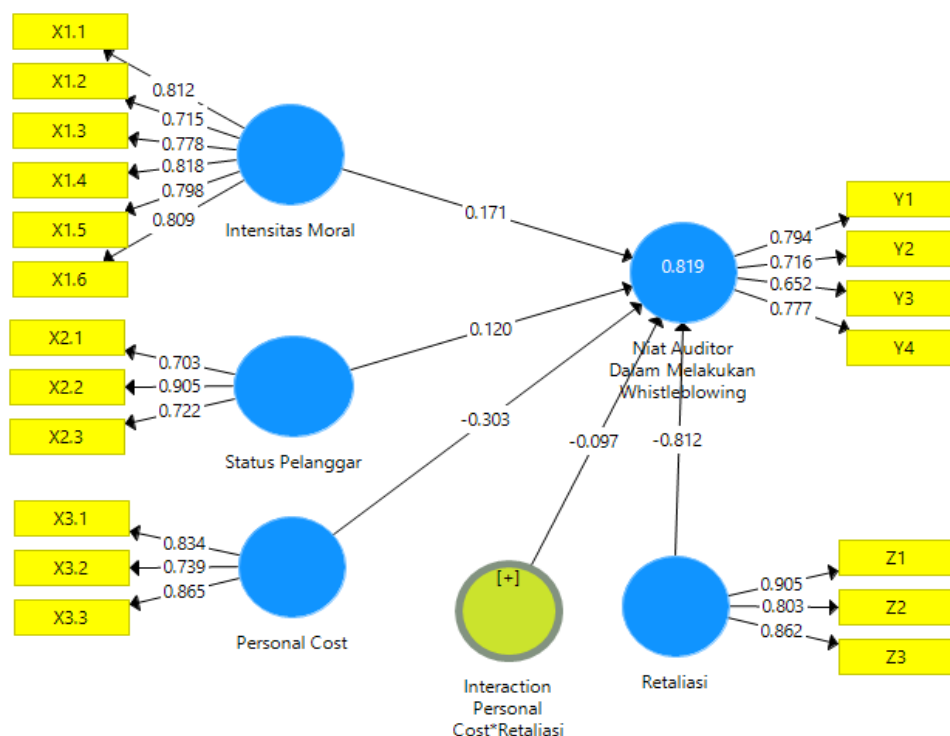 X1.1
X1.2
X1.3
X1.4
X1.5
X1.6
0.812
0.715
0.778
0.818
0.798
0.809
Intensitas Moral
0.171
X2.1
X2.2
X2.3
0.703
0.905
0.722
Status Pelanggar
0.120
X3.1
X3.2
X3.3
0.834
0.739
0.865
Personal Cost
-0.303
0.819
Niat Auditor
Dalam Melakukan
Whistleblowing
0.794
0.716
0.652
0.777
Y1
Y2
Y3
Y4
-0.097
-0.812
[+]
Interaction
Personal
Cost*Retaliasi
Retaliasi
0.905
0.803
0.862
Z1
Z2
Z3